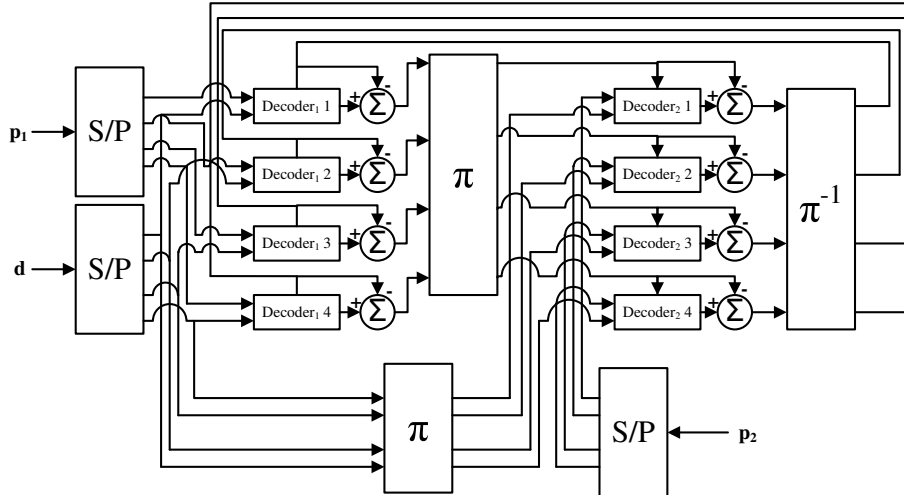 p₁
S/P
d
S/P
Decoder₁ 1
+
-
Σ
Decoder₁ 2
+
-
Σ
Decoder₁ 3
+
-
Σ
Decoder₁ 4
+
-
Σ
π
Decoder₂ 1
+
-
Σ
Decoder₂ 2
+
-
Σ
Decoder₂ 3
+
-
Σ
Decoder₂ 4
+
-
Σ
π⁻¹
π
S/P
p₂